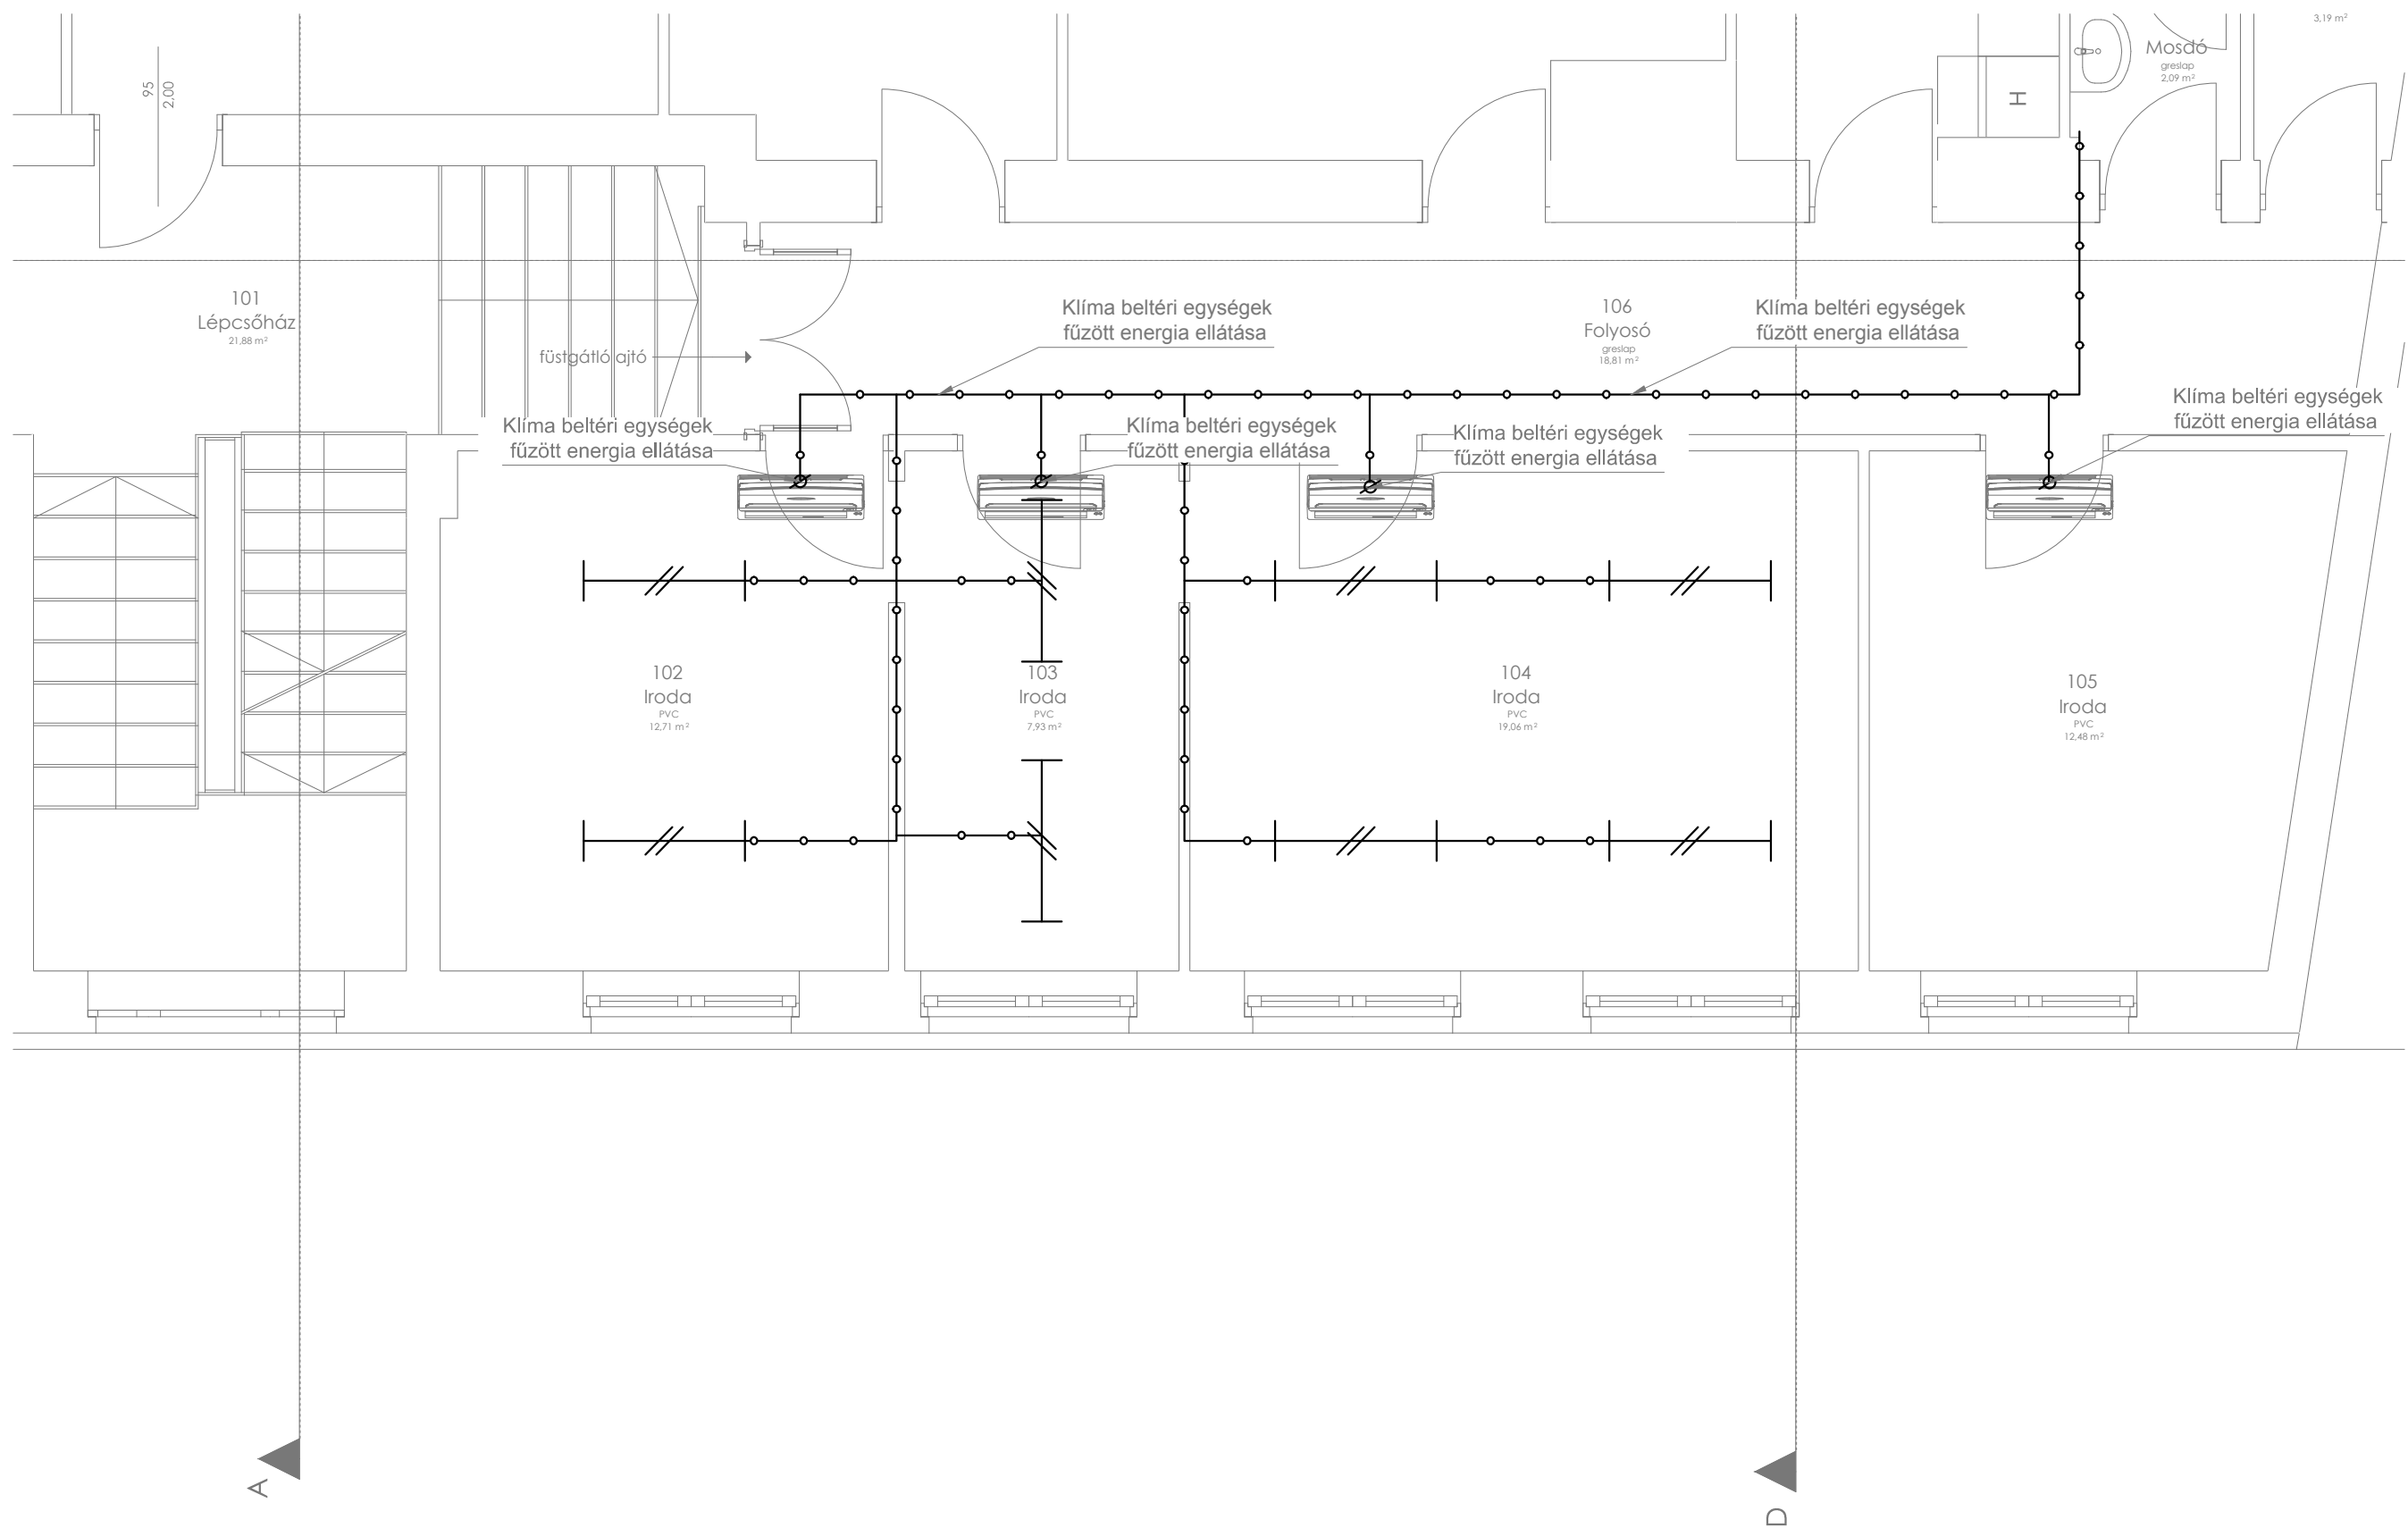 3,19 m²
Mosdó
greslap
2,09 m²
95
2,00
H
101
Lépcsőház
21,88 m²
füstgátló ajtó
Klíma beltéri egységek
fűzött energia ellátása
106
Folyosó
greslap
18,81 m²
Klíma beltéri egységek
fűzött energia ellátása
Klíma beltéri egységek
fűzött energia ellátása
Klíma beltéri egységek
fűzött energia ellátása
Klíma beltéri egységek
fűzött energia ellátása
Klíma beltéri egységek
fűzött energia ellátása
102
Iroda
PVC
12,71 m²
103
Iroda
PVC
7,93 m²
104
Iroda
PVC
19,06 m²
105
Iroda
PVC
12,48 m²
A
D